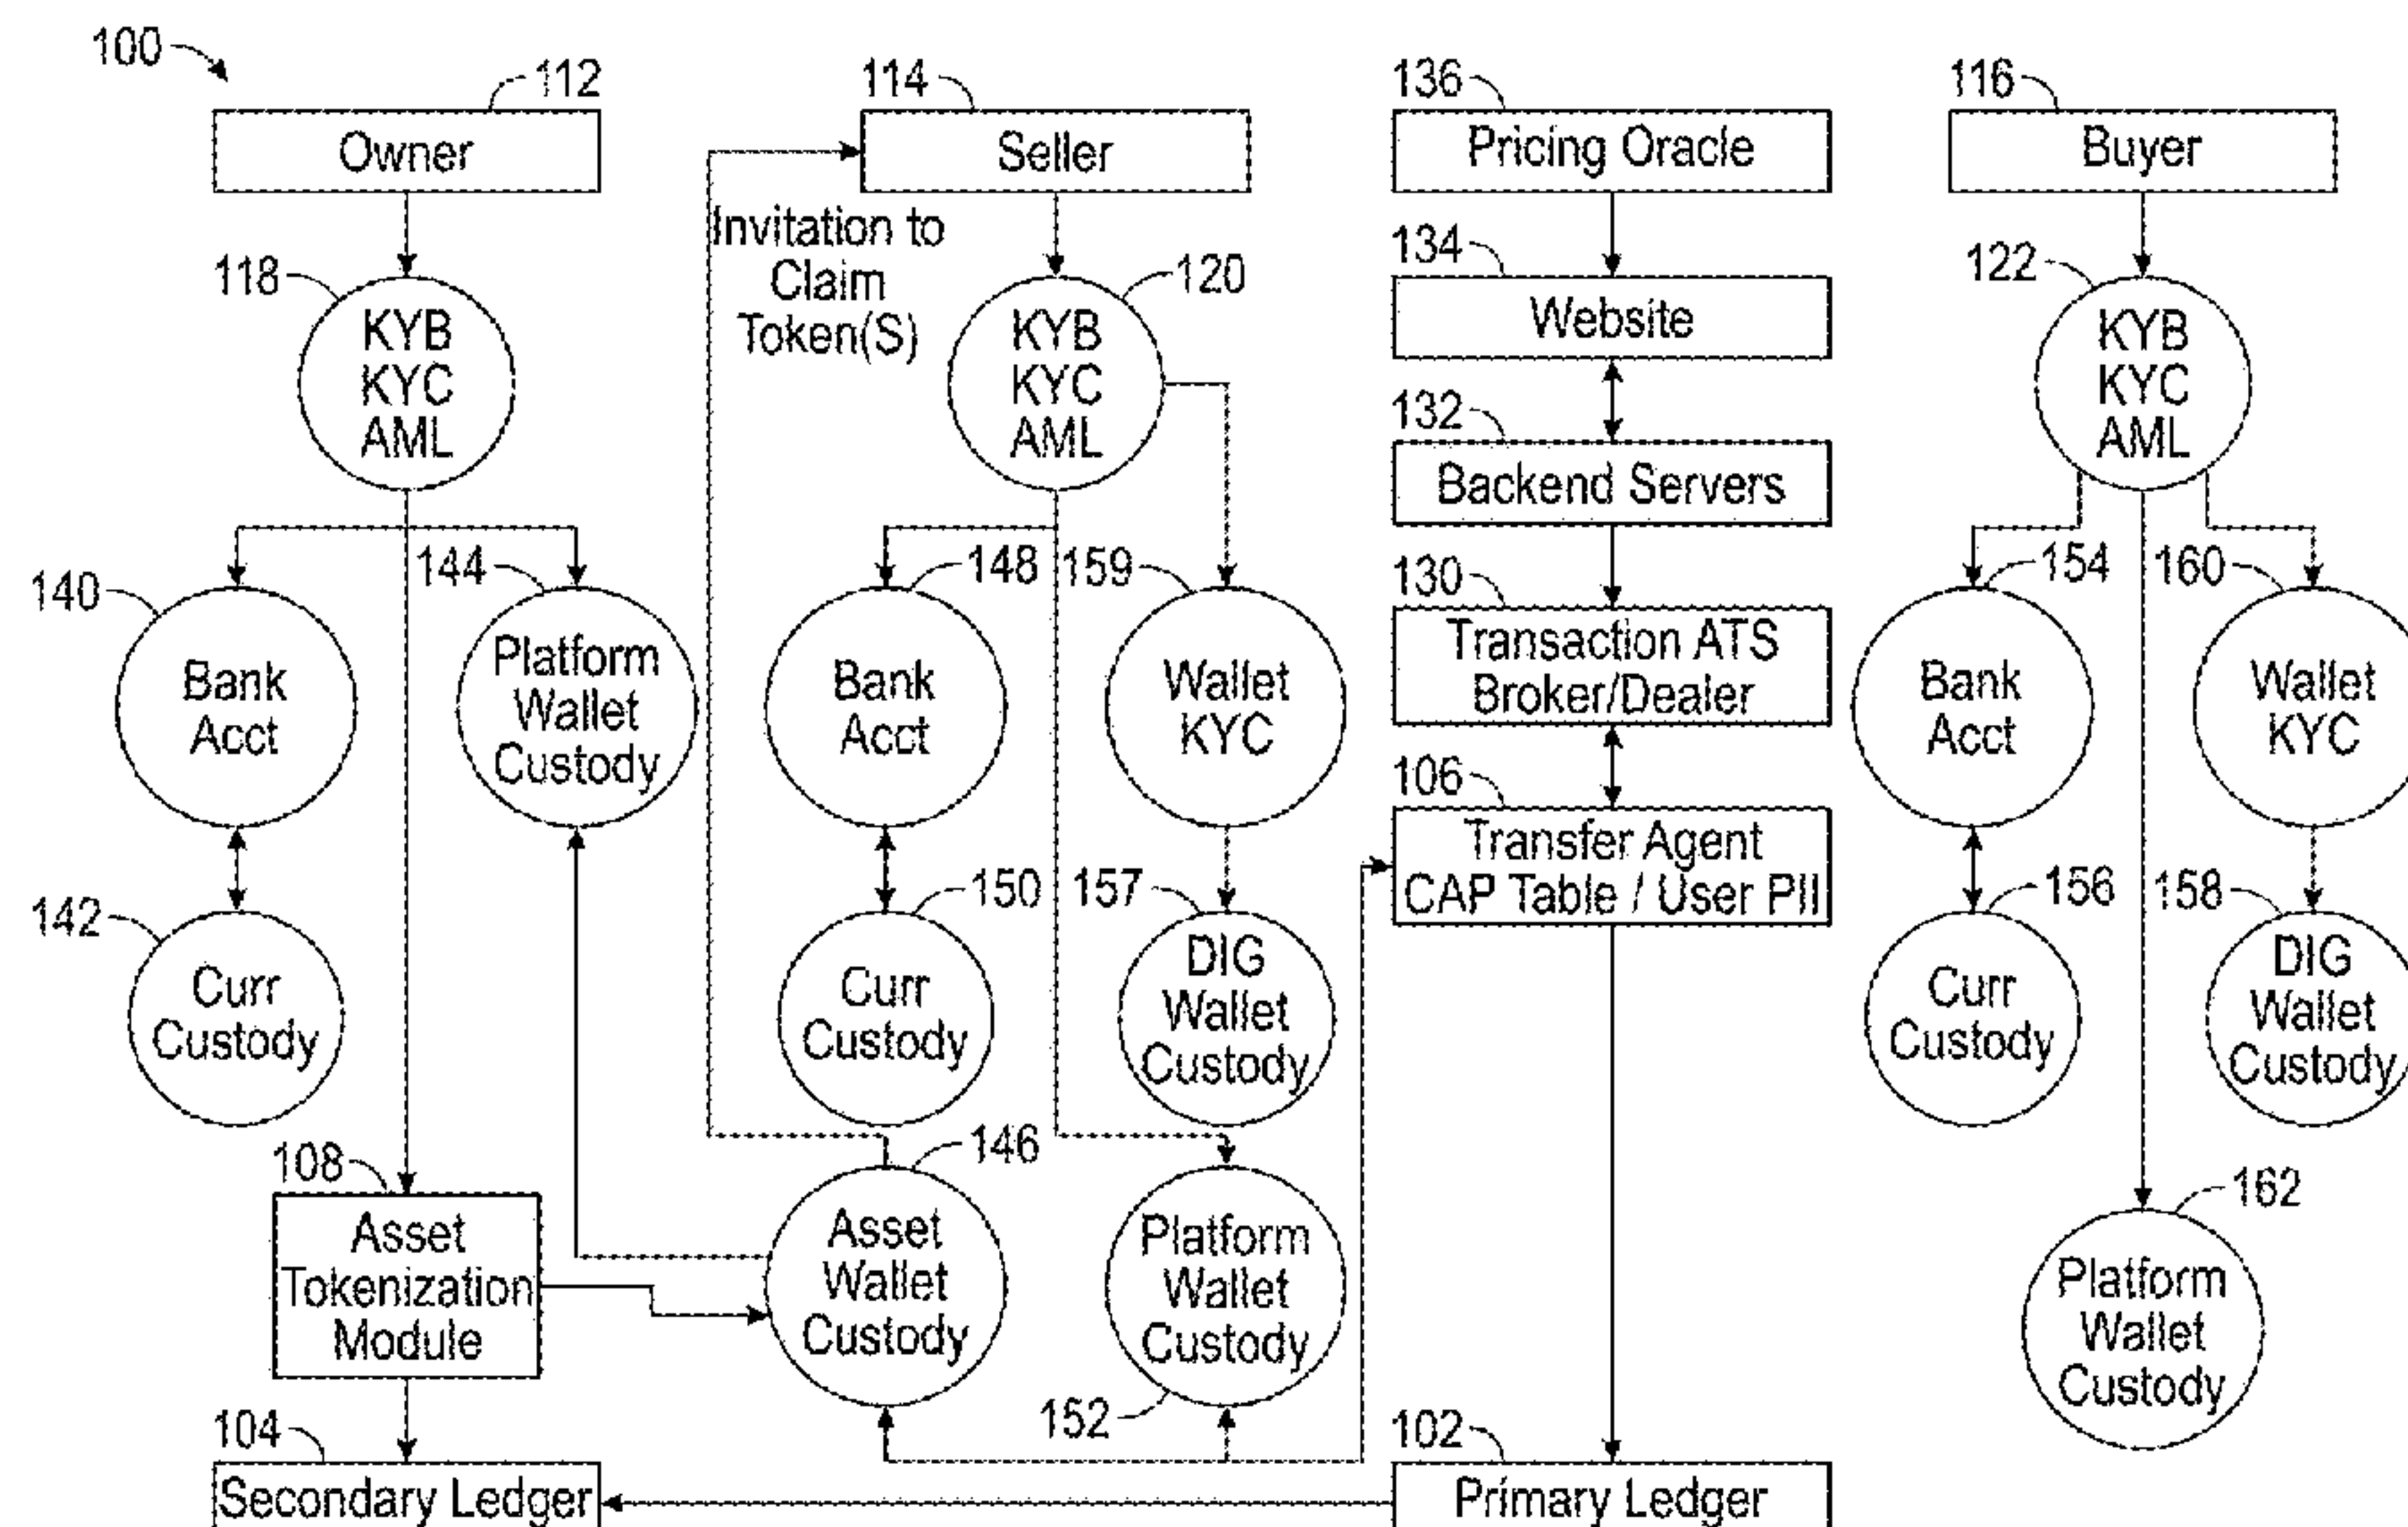 100
112
114
136
116
Owner
Seller
Pricing Oracle
Buyer
Invitation to
Claim
Token(S)
118
120
134
122
KYB
KYC
AML
KYB
KYC
AML
Website
KYB
KYC
AML
132
Backend Servers
140
144
148
159
130
154
160
Bank
Acct
Platform
Wallet
Custody
Bank
Acct
Wallet
KYC
Transaction ATS
Broker/Dealer
Bank
Acct
Wallet
KYC
106
Transfer Agent
CAP Table / User PII
142
150
157
156
158
Curr
Custody
Curr
Custody
DIG
Wallet
Custody
Curr
Custody
DIG
Wallet
Custody
108
146
162
Asset
Tokenization
Module
Asset
Wallet
Custody
Platform
Wallet
Custody
Platform
Wallet
Custody
152
104
102
Secondary Ledger
Primary Ledger